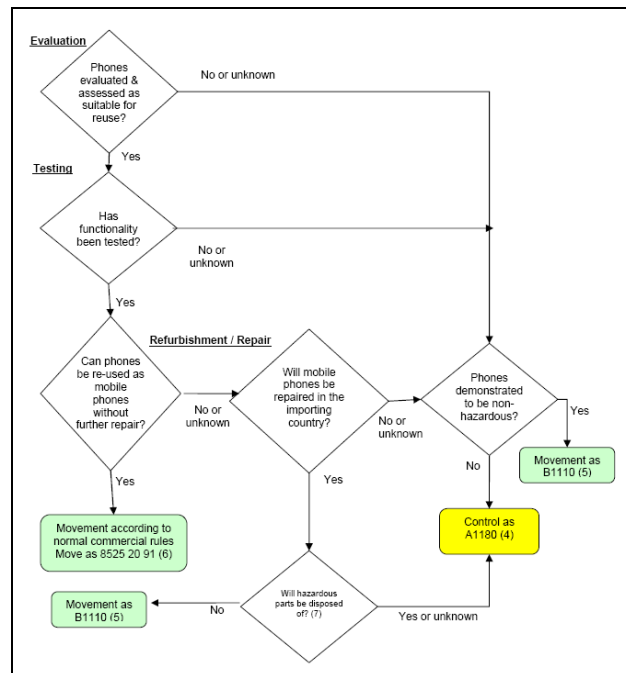 Evaluation
Phones
evaluated &
assessed as
suitable for
reuse?
No or unknown
Yes
Testing
Has
functionality
been tested?
No or
unknown
Yes
Refurbishment / Repair
Can phones
be re-used as
mobile
phones
without
further repair?
No or
unknown
Will mobile
phones be
repaired in the
importing
country?
No or
unknown
Phones
demonstrated
to be non-
hazardous?
Yes
Movement as
B1110 (5)
Yes
Yes
No
Movement according to
normal commercial rules
Move as 8525 20 91 (6)
Control as
A1180 (4)
Movement as
B1110 (5)
No
Will hazardous
parts be disposed
of? (7)
Yes or unknown